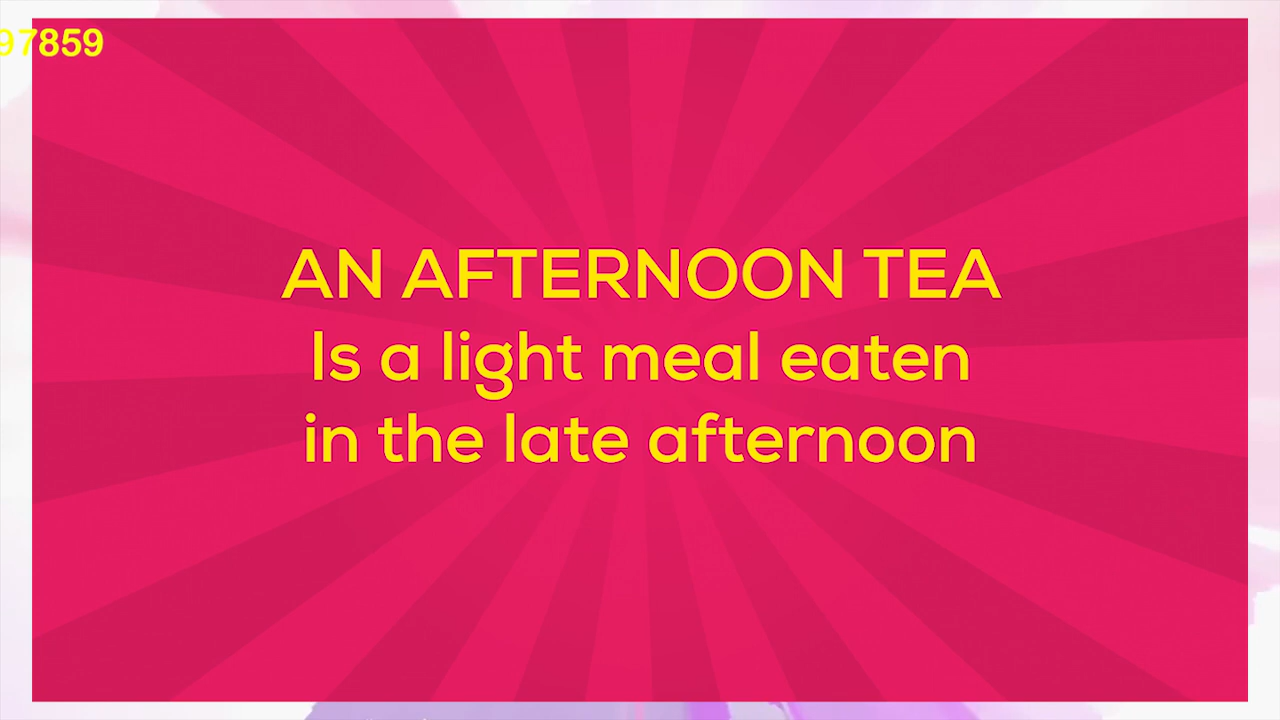 97859
AN AFTERNOON TEA
Is a light meal eaten
in the late afternoon